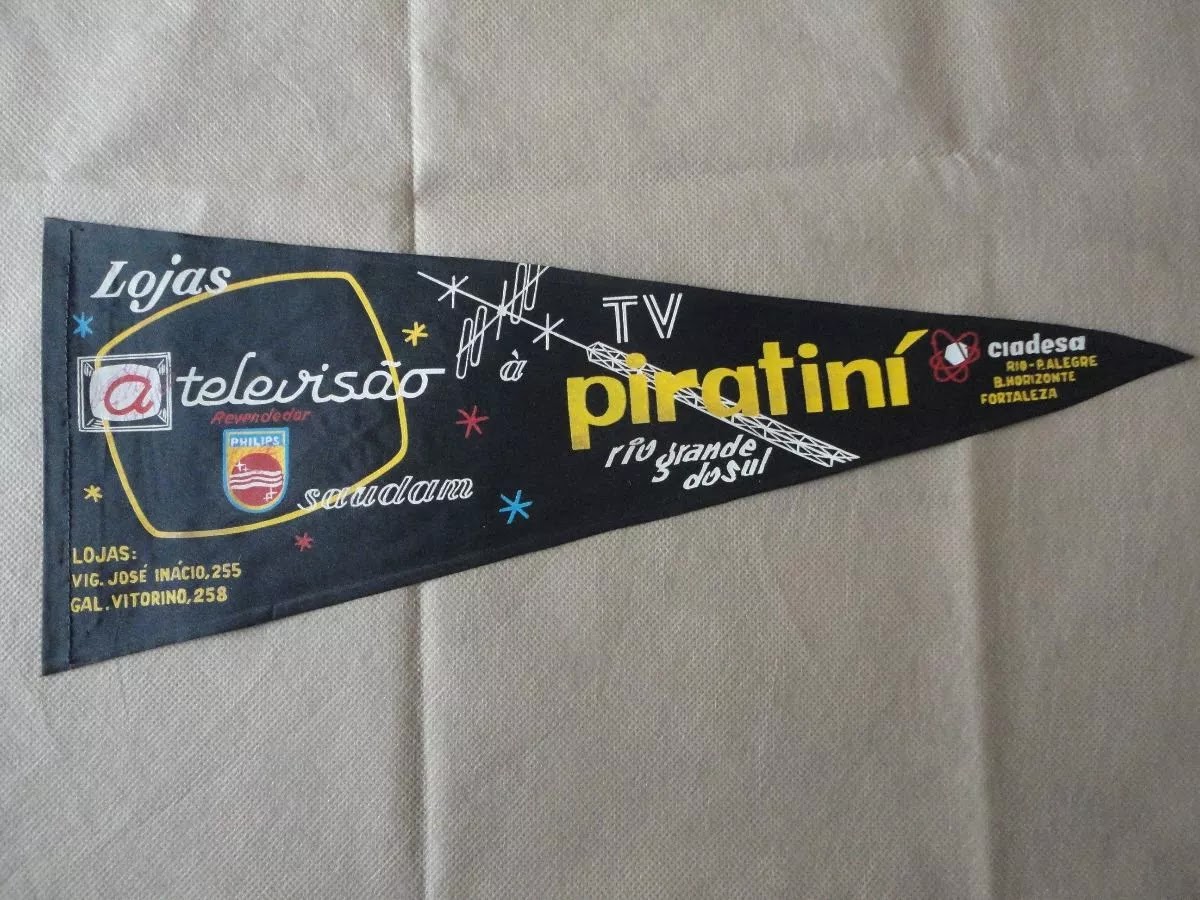 Lojas
a televisão
Revendedor
PHILIPS
saudam
à
TV
piratiní
rio grande
do sul
ciadesa
RIO-P.ALEGRE
B.HORIZONTE
FORTALEZA
LOJAS:
VIG. JOSÉ INÁCIO, 255
GAL. VITORINO, 258